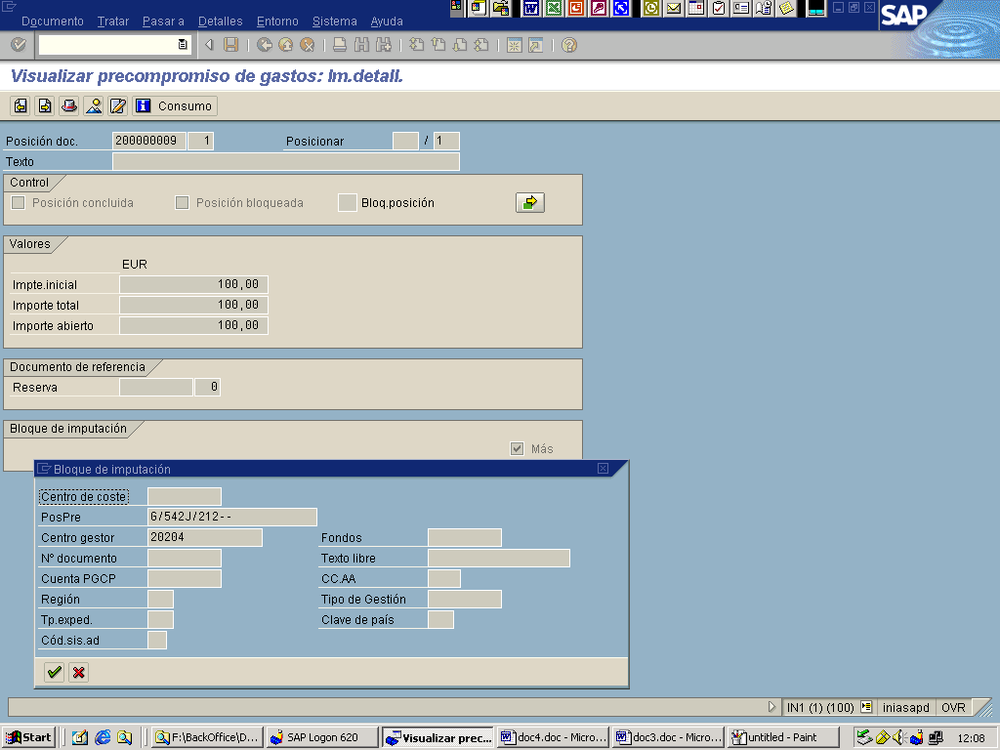 Documento Tratar Pasar a Detalles Entorno Sistema Ayuda
SAP
Visualizar precompromiso de gastos: Im.detall.
Consumo
Posición doc. 200000009 1 Posicionar / 1
Texto
Control
Posición concluida Posición bloqueada Bloq.posición
Valores
EUR
Impte.inicial 100,00
Importe total 100,00
Importe abierto 100,00
Documento de referencia
Reserva 0
Bloque de imputación
Más
Bloque de imputación
Centro de coste
PosPre G/542J/212--
Centro gestor 20204 Fondos
Nº documento Texto libre
Cuenta PGCP CC.AA
Región Tipo de Gestión
Tp.exped. Clave de país
Cód.sis.ad
IN1 (1) (100) iniasapd OVR
Start F:\BackOffice\D... SAP Logon 620 Visualizar prec... doc4.doc - Micro... doc3.doc - Micro... untitled - Paint 12:08